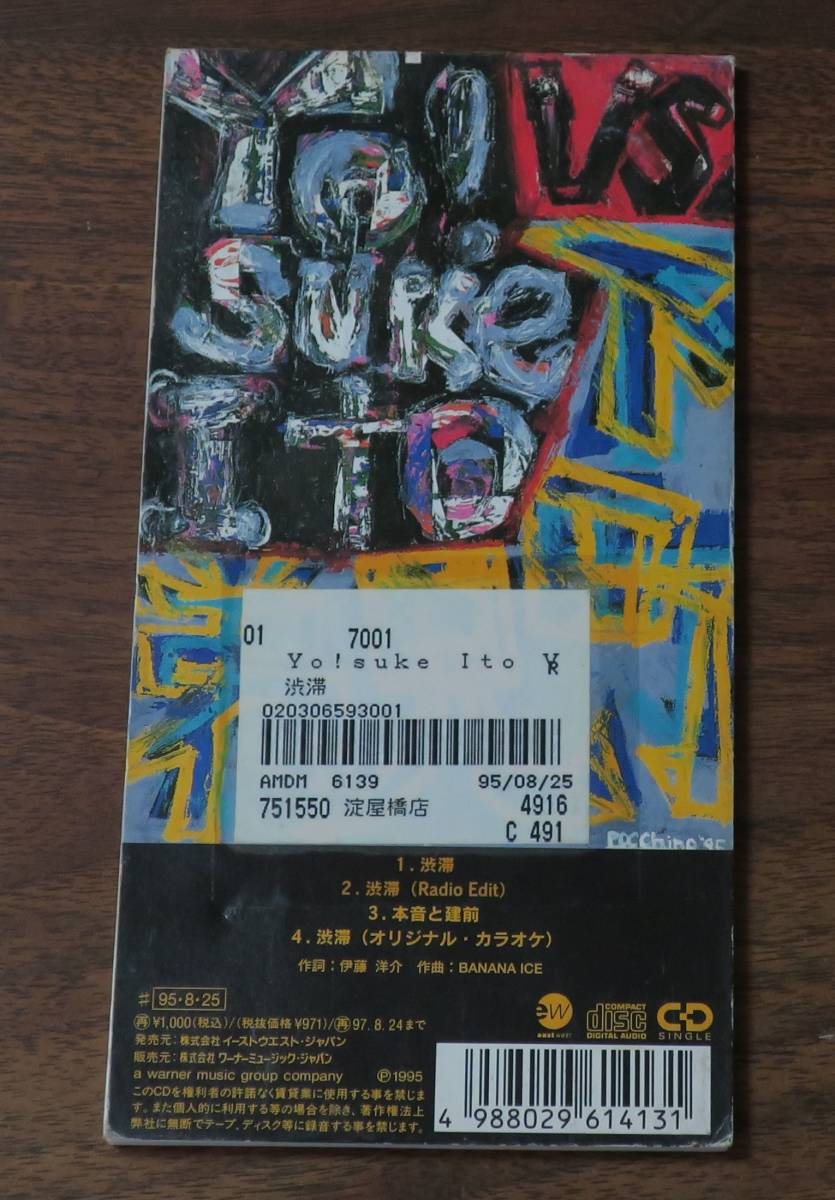 Yo!
VS.
suke
ITO
01 7001
Yo!suke Ito
渋滞
020306593001
AMDM 6139 95/08/25
751550 淀屋橋店 4916
C 491
1.渋滞
2.渋滞 (Radio Edit)
3.本音と建前
4.渋滞 (オリジナル・カラオケ)
作詞:伊藤 洋介 作曲:BANANA ICE
♯ 95・8・25
再 ¥1,000(税込)/(税抜価格¥971)/再97.8.24まで
発売元:株式会社イーストウエスト・ジャパン
販売元:株式会社ワーナーミュージック・ジャパン
a warner music group company Ⓟ1995
このCDを権利者の許諾なく賃貸業に使用する事を禁じま
す。また個人的に利用する等の場合を除き、著作権法上
弊社に無断でテープ、ディスク等に録音する事を禁じます。
ew
east west
COMPACT
disc
DIGITAL AUDIO
CD
SINGLE
4 988029 614131